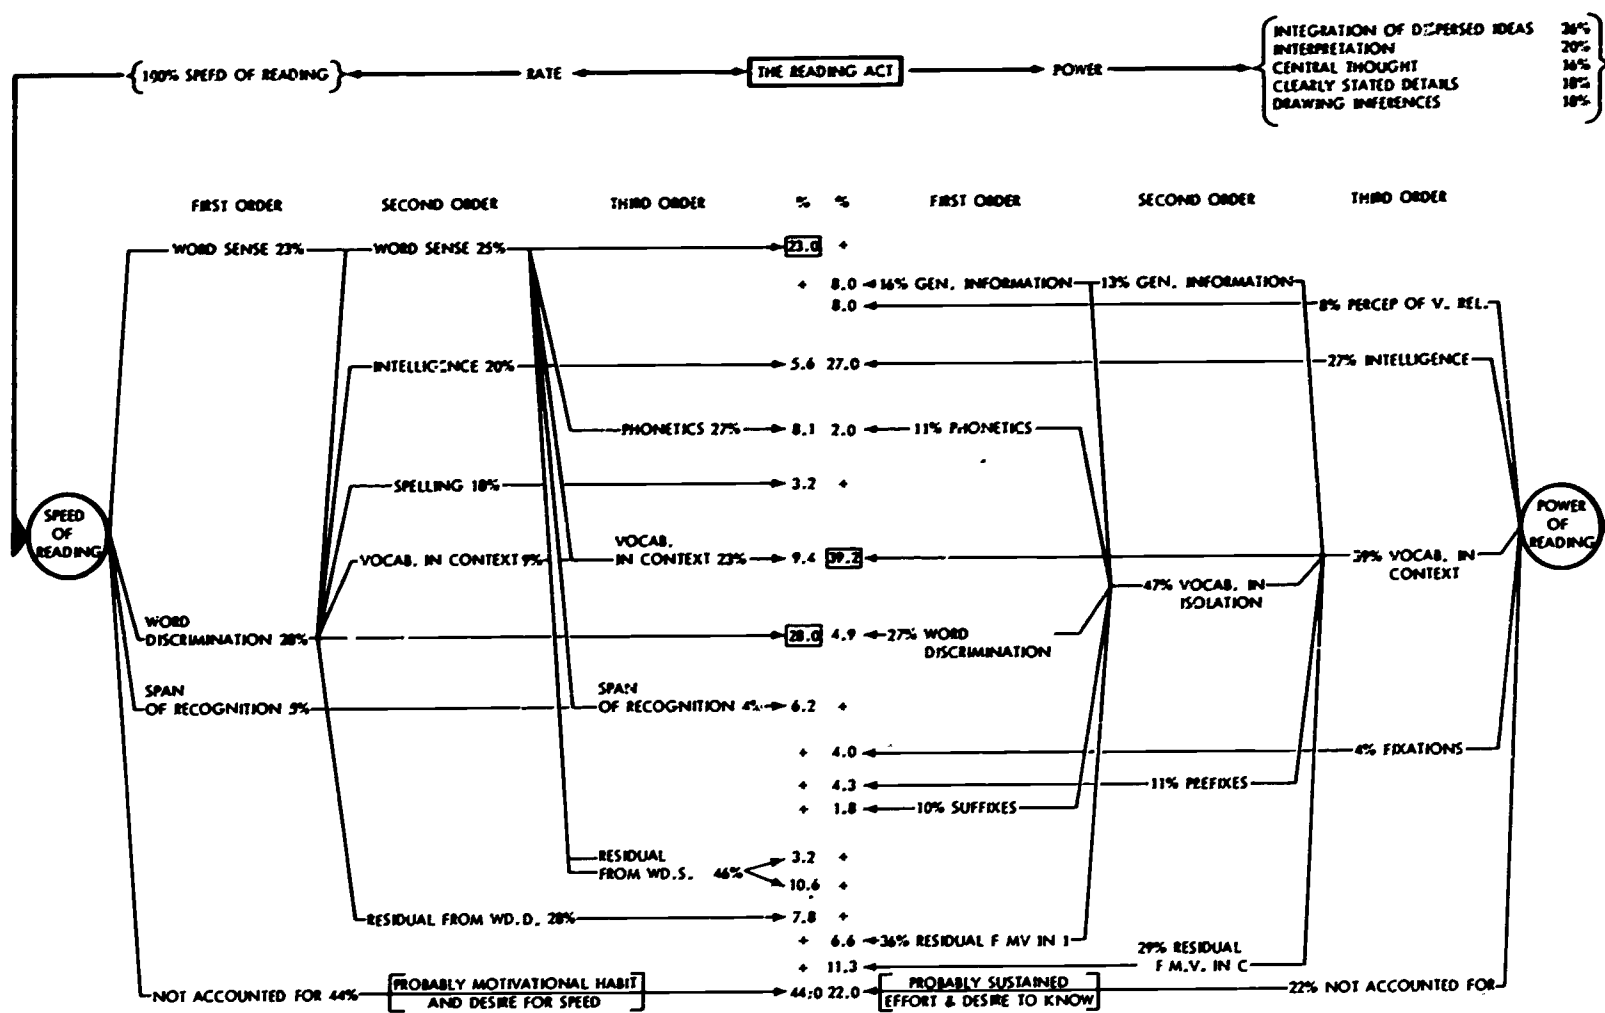 INTEGRATION OF DISPERSED IDEAS 26%
INTERPRETATION 20%
{100% SPEED OF READING} RATE THE READING ACT POWER
CENTRAL THOUGHT 16%
CLEARLY STATED DETAILS 18%
DRAWING INFERENCES 18%
FIRST ORDER SECOND ORDER THIRD ORDER % % FIRST ORDER SECOND ORDER THIRD ORDER
WORD SENSE 23% WORD SENSE 25% 23.0 +
+ 8.0 16% GEN. INFORMATION 13% GEN. INFORMATION
8.0 8% PERCEP OF V. REL.
INTELLIGENCE 20% 5.6 27.0 27% INTELLIGENCE
PHONETICS 27% 8.1 2.0 11% PHONETICS
SPELLING 18% 3.2 +
SPEED
OF
READING
POWER
OF
READING
VOCAB.
VOCAB. IN CONTEXT 9% IN CONTEXT 23% 9.4 39.2 39% VOCAB. IN
CONTEXT
47% VOCAB. IN
ISOLATION
WORD
DISCRIMINATION 28% 28.0 4.9 27% WORD
DISCRIMINATION
SPAN SPAN
OF RECOGNITION 5% OF RECOGNITION 4% 6.2 +
+ 4.0 4% FIXATIONS
+ 4.3 11% PREFIXES
+ 1.8 10% SUFFIXES
RESIDUAL 3.2 +
FROM WD.S. 46%
10.6 +
RESIDUAL FROM WD.D. 28% 7.8 +
+ 6.6 36% RESIDUAL F MV IN I
29% RESIDUAL
+ 11.3 F M.V. IN C
PROBABLY MOTIVATIONAL HABIT PROBABLY SUSTAINED
NOT ACCOUNTED FOR 44% 44.0 22.0 22% NOT ACCOUNTED FOR
AND DESIRE FOR SPEED EFFORT & DESIRE TO KNOW